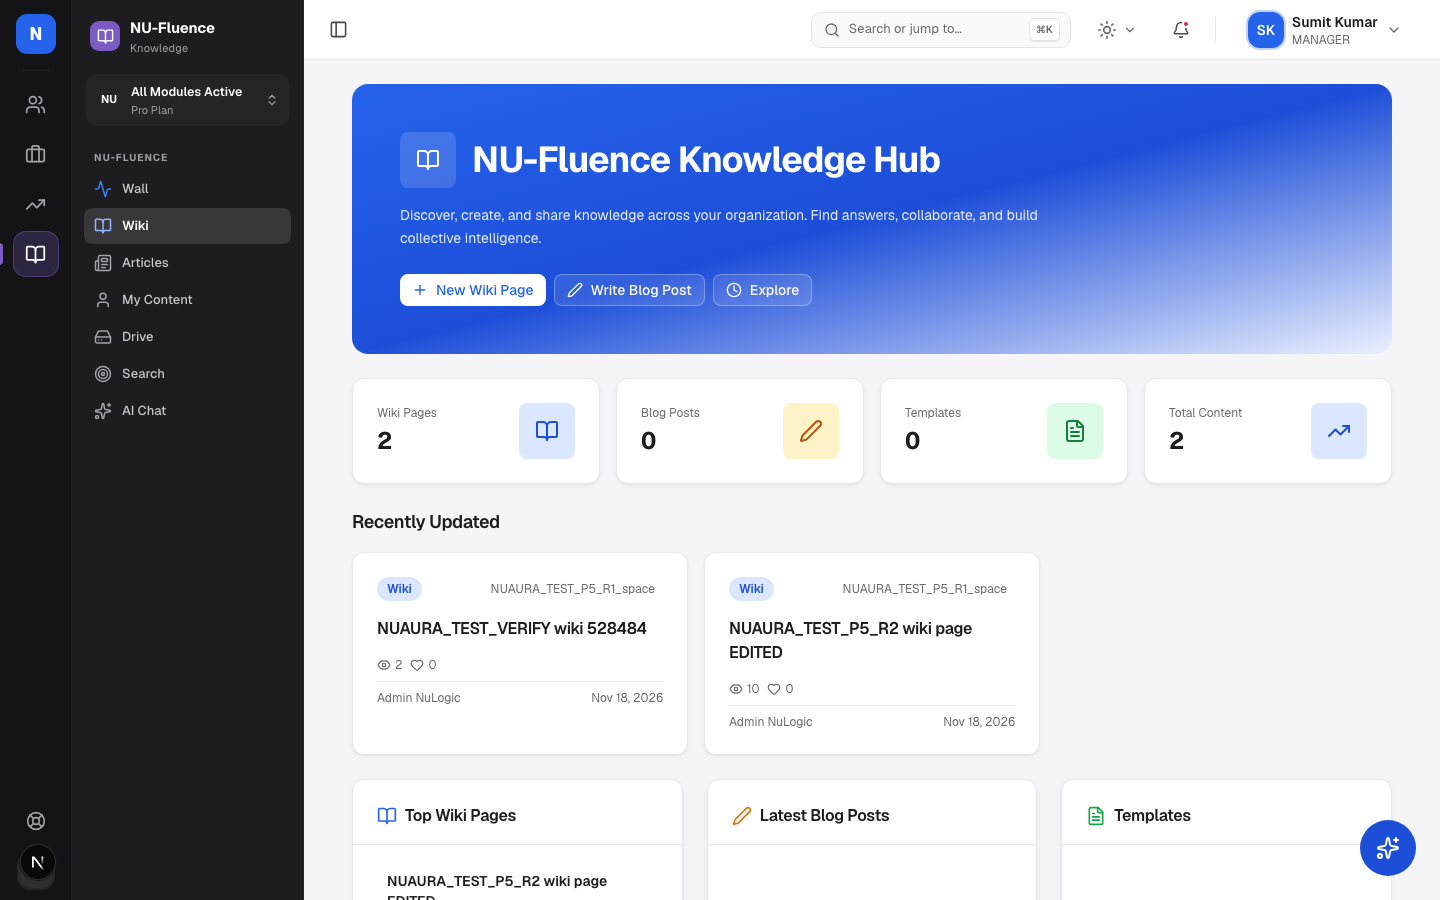 N
NU-Fluence
Knowledge
NU
All Modules Active
Pro Plan
NU-FLUENCE
Wall
Wiki
Articles
My Content
Drive
Search
AI Chat
N
Search or jump to...
⌘K
SK
Sumit Kumar
MANAGER
NU-Fluence Knowledge Hub
Discover, create, and share knowledge across your organization. Find answers, collaborate, and build
collective intelligence.
New Wiki Page
Write Blog Post
Explore
Wiki Pages
2
Blog Posts
0
Templates
0
Total Content
2
Recently Updated
Wiki
NUAURA_TEST_P5_R1_space
NUAURA_TEST_VERIFY wiki 528484
2
0
Admin NuLogic
Nov 18, 2026
Wiki
NUAURA_TEST_P5_R1_space
NUAURA_TEST_P5_R2 wiki page
EDITED
10
0
Admin NuLogic
Nov 18, 2026
Top Wiki Pages
NUAURA_TEST_P5_R2 wiki page
EDITED
Latest Blog Posts
Templates